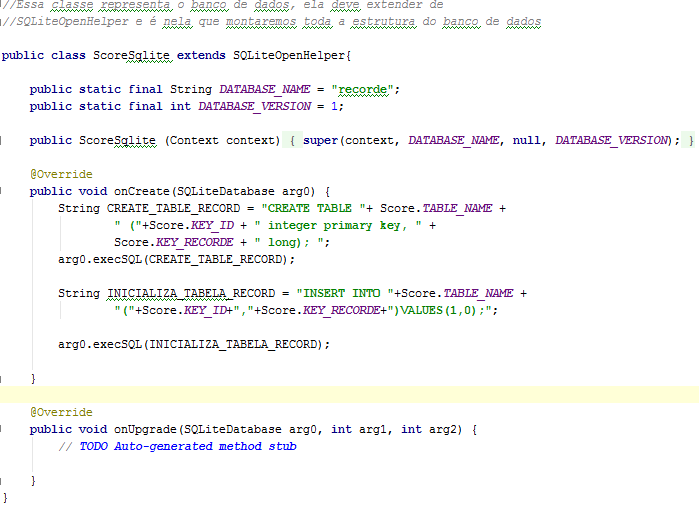 //Essa classe representa o banco de dados, ela deve extender de
//SQLiteOpenHelper e é nela que montaremos toda a estrutura do banco de dados
public class ScoreSqlite extends SQLiteOpenHelper{
public static final String DATABASE_NAME = "recorde";
public static final int DATABASE_VERSION = 1;
public ScoreSqlite (Context context) { super(context, DATABASE_NAME, null, DATABASE_VERSION); }
@Override
public void onCreate(SQLiteDatabase arg0) {
String CREATE_TABLE_RECORD = "CREATE TABLE "+ Score.TABLE_NAME +
" ("+Score.KEY_ID + " integer primary key, " +
Score.KEY_RECORDE + " long); ";
arg0.execSQL(CREATE_TABLE_RECORD);
String INICIALIZA_TABELA_RECORD = "INSERT INTO "+Score.TABLE_NAME +
"("+Score.KEY_ID+","+Score.KEY_RECORDE+")VALUES(1,0);";
arg0.execSQL(INICIALIZA_TABELA_RECORD);
}
@Override
public void onUpgrade(SQLiteDatabase arg0, int arg1, int arg2) {
// TODO Auto-generated method stub
}
}